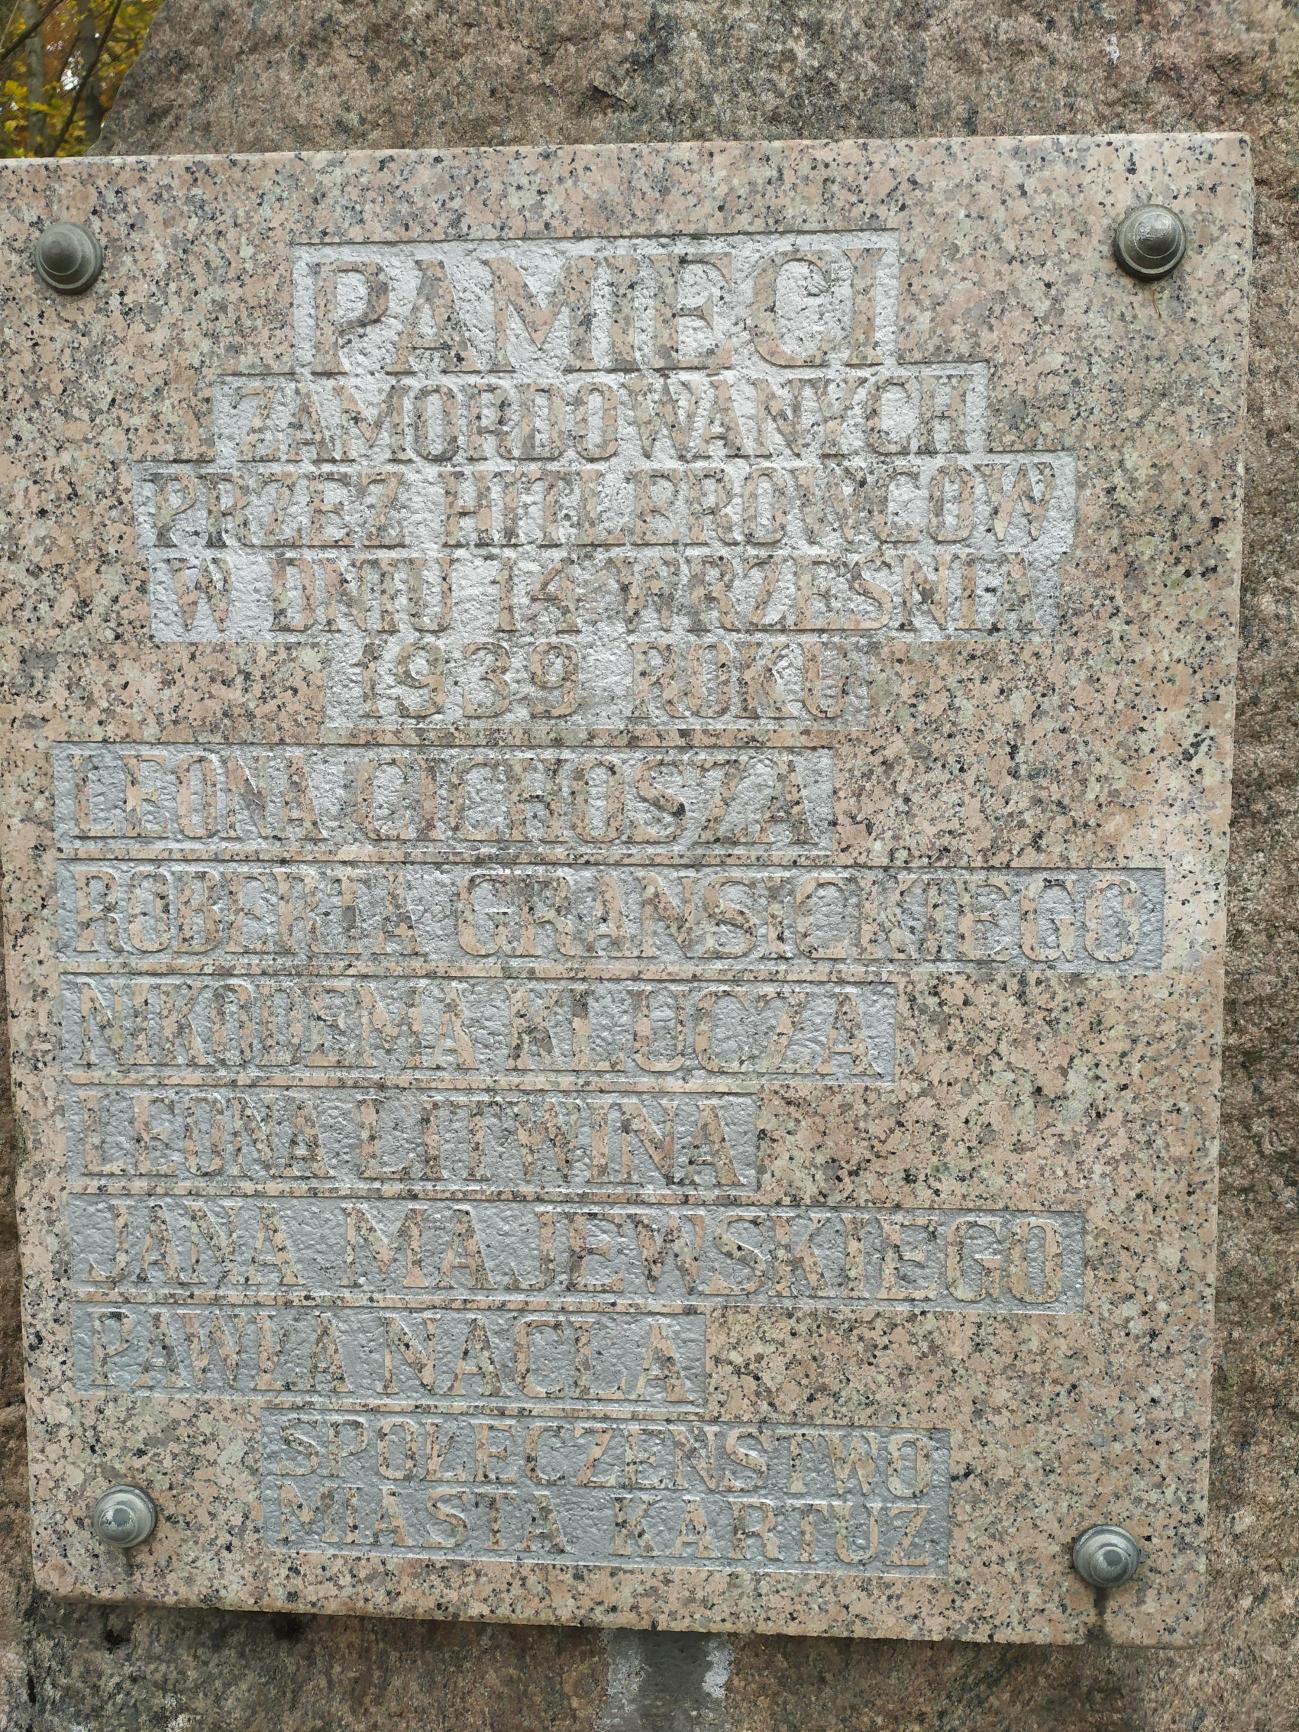 PAMIĘCI
ZAMORDOWANYCH
PRZEZ HITLEROWCÓW
W DNIU 14 WRZEŚNIA
1939 ROKU
LEONA CICHOSZA
ROBERTA GRANSICKIEGO
NIKODEMA KLUCZA
LEONA LITWINA
JANA MAJEWSKIEGO
PAWŁA NACLA
SPOŁECZEŃSTWO
MIASTA KARTUZ